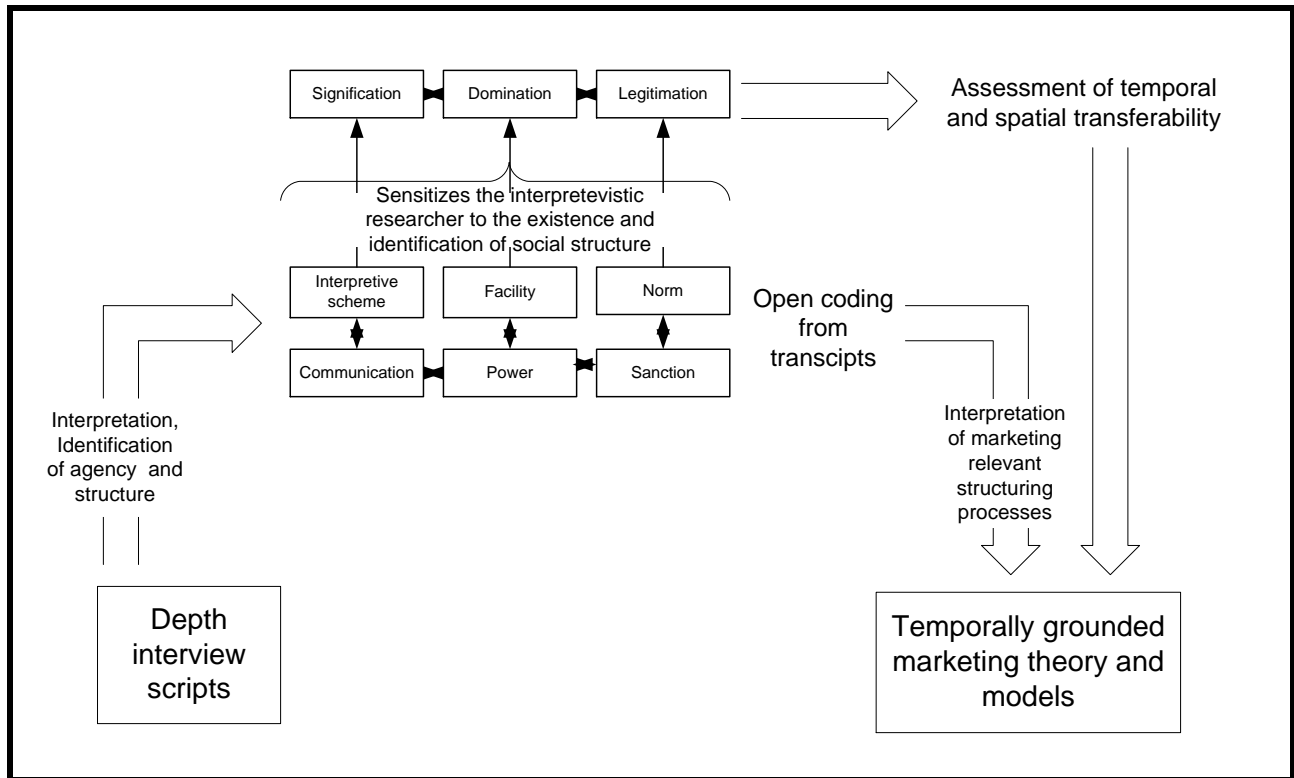 Signification
Domination
Legitimation
Assessment of temporal
and spatial transferability
Sensitizes the interpretevistic
researcher to the existence and
identification of social structure
Interpretive
scheme
Facility
Norm
Open coding
from
transcipts
Communication
Power
Sanction
Interpretation,
Identification
of agency and
structure
Interpretation
of marketing
relevant
structuring
processes
Depth
interview
scripts
Temporally grounded
marketing theory and
models